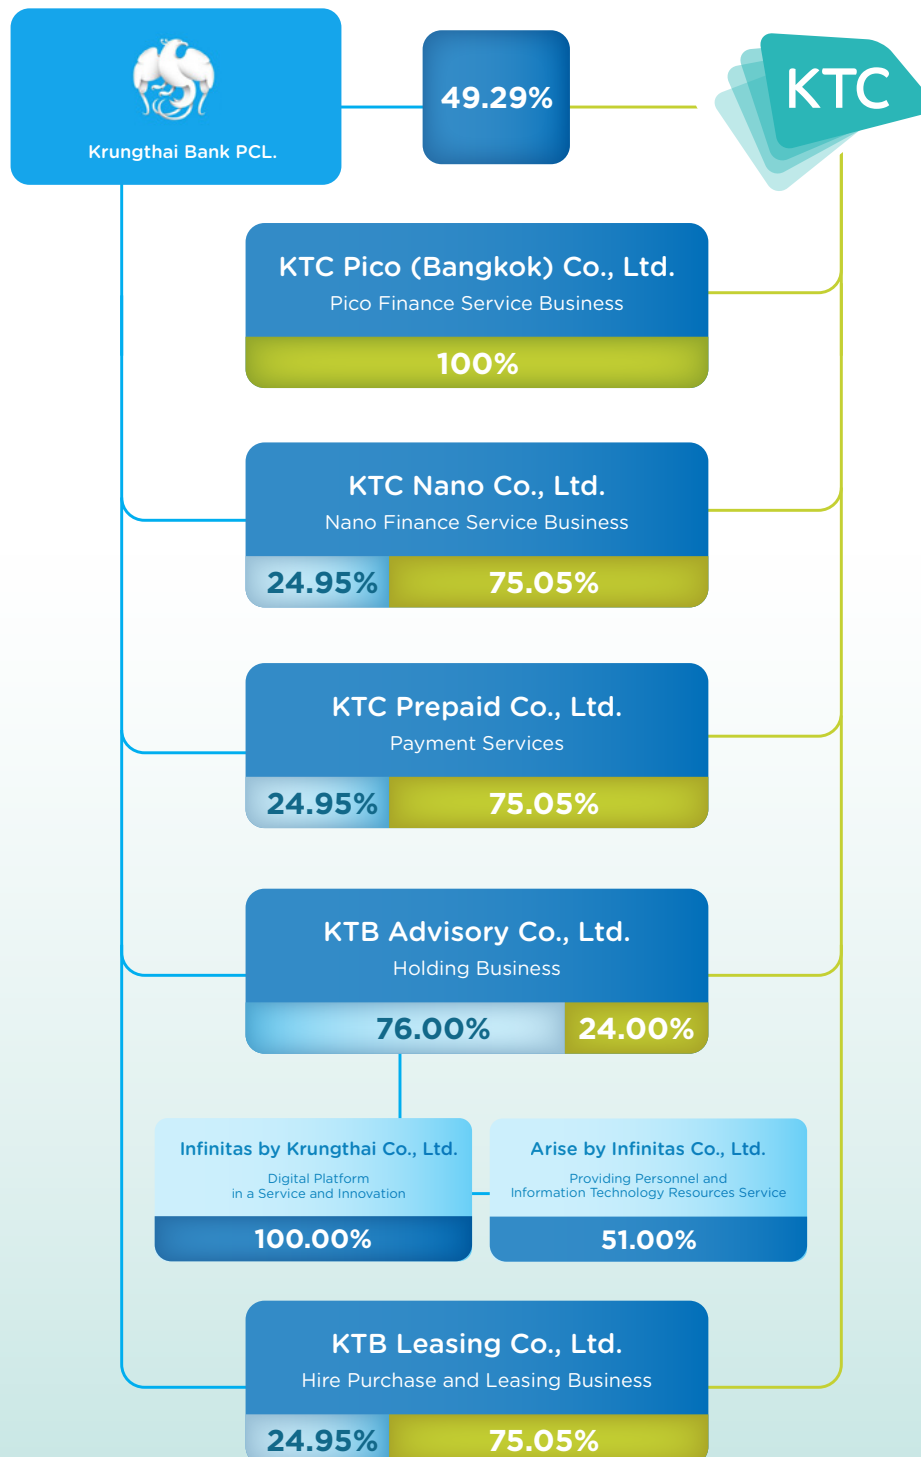 Krungthai Bank PCL.
49.29%
KTC
KTC Pico (Bangkok) Co., Ltd.
Pico Finance Service Business
100%
KTC Nano Co., Ltd.
Nano Finance Service Business
24.95% 75.05%
KTC Prepaid Co., Ltd.
Payment Services
24.95% 75.05%
KTB Advisory Co., Ltd.
Holding Business
76.00% 24.00%
Infinitas by Krungthai Co., Ltd.
Digital Platform
in a Service and Innovation
100.00%
Arise by Infinitas Co., Ltd.
Providing Personnel and
Information Technology Resources Service
51.00%
KTB Leasing Co., Ltd.
Hire Purchase and Leasing Business
24.95% 75.05%